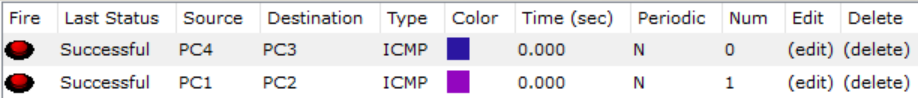 Fire Last Status Source Destination Type Color Time (sec) Periodic Num Edit Delete
Successful PC4 PC3 ICMP 0.000 N 0 (edit) (delete)
Successful PC1 PC2 ICMP 0.000 N 1 (edit) (delete)